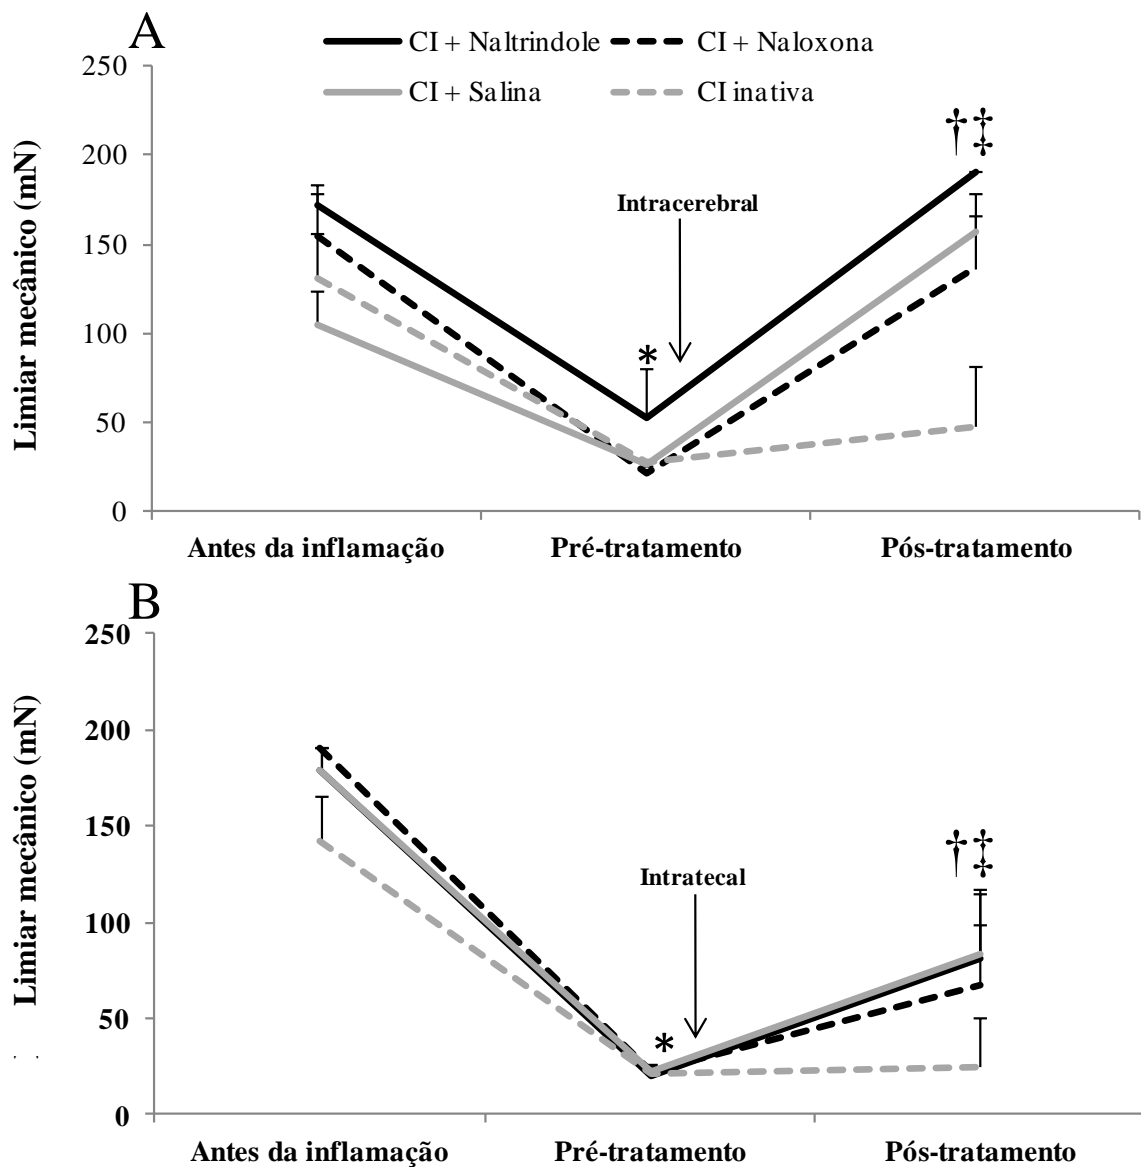 A
CI + Naltrindole CI + Naloxona
CI + Salina CI inativa
Limiar mecânico (mN)
250
200
150
100
50
0
Intracerebral
*
†‡
Antes da inflamação Pré-tratamento Pós-tratamento
B
Limiar mecânico (mN)
250
200
150
100
50
0
Intratecal
*
†‡
Antes da inflamação Pré-tratamento Pós-tratamento